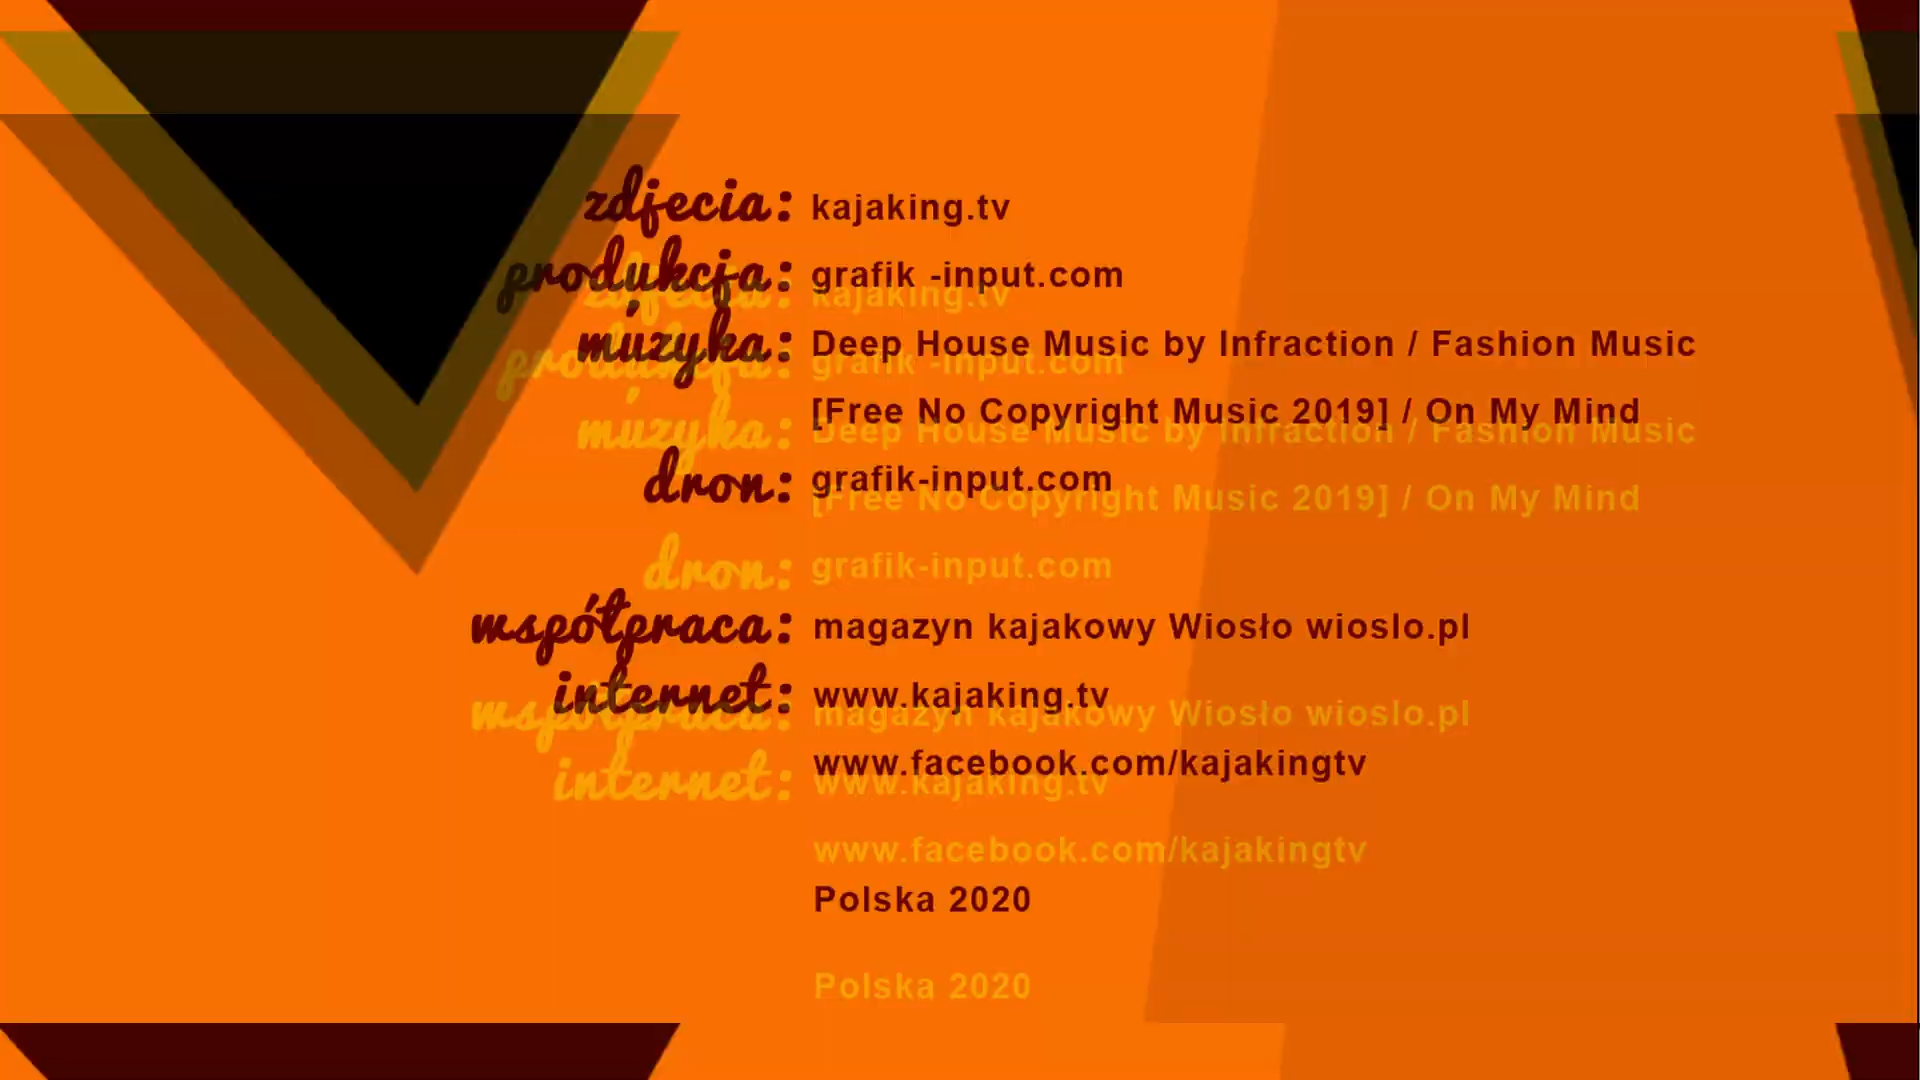 zdjęcia: kajaking.tv
produkcja: grafik -input.com
muzyka: Deep House Music by Infraction / Fashion Music
[Free No Copyright Music 2019] / On My Mind
dron: grafik-input.com
współpraca: magazyn kajakowy Wiosło wioslo.pl
internet: www.kajaking.tv
www.facebook.com/kajakingtv
Polska 2020